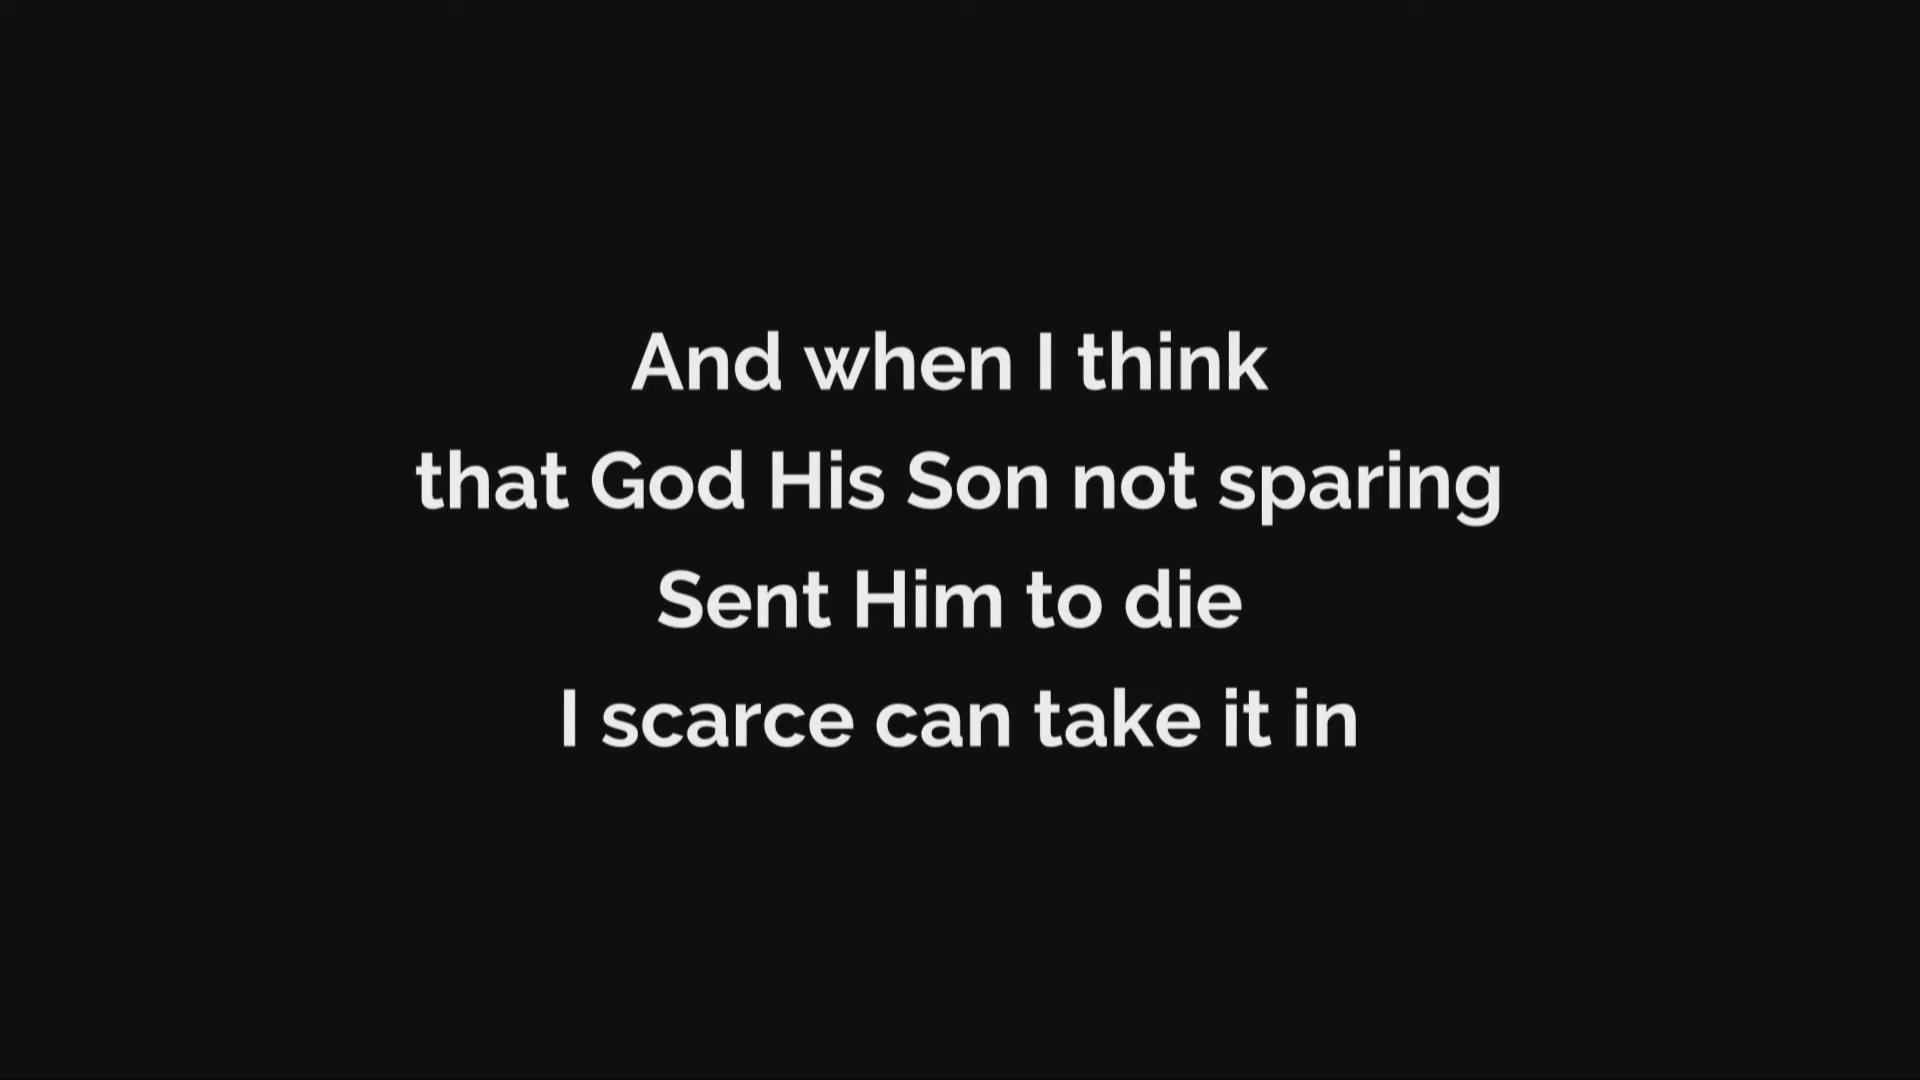 And when I think
that God His Son not sparing
Sent Him to die
I scarce can take it in